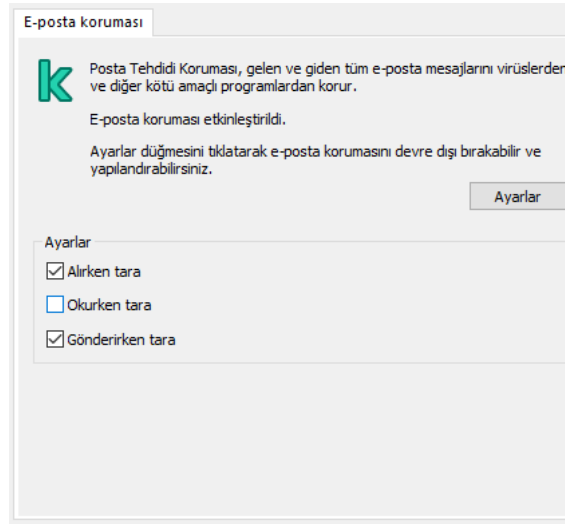 E-posta koruması
Posta Tehdidi Koruması, gelen ve giden tüm e-posta mesajlarını virüslerden
ve diğer kötü amaçlı programlardan korur.
E-posta koruması etkinleştirildi.
Ayarlar düğmesini tıklatarak e-posta korumasını devre dışı bırakabilir ve
yapılandırabilirsiniz.
Ayarlar
Ayarlar
Alırken tara
Okurken tara
Gönderirken tara